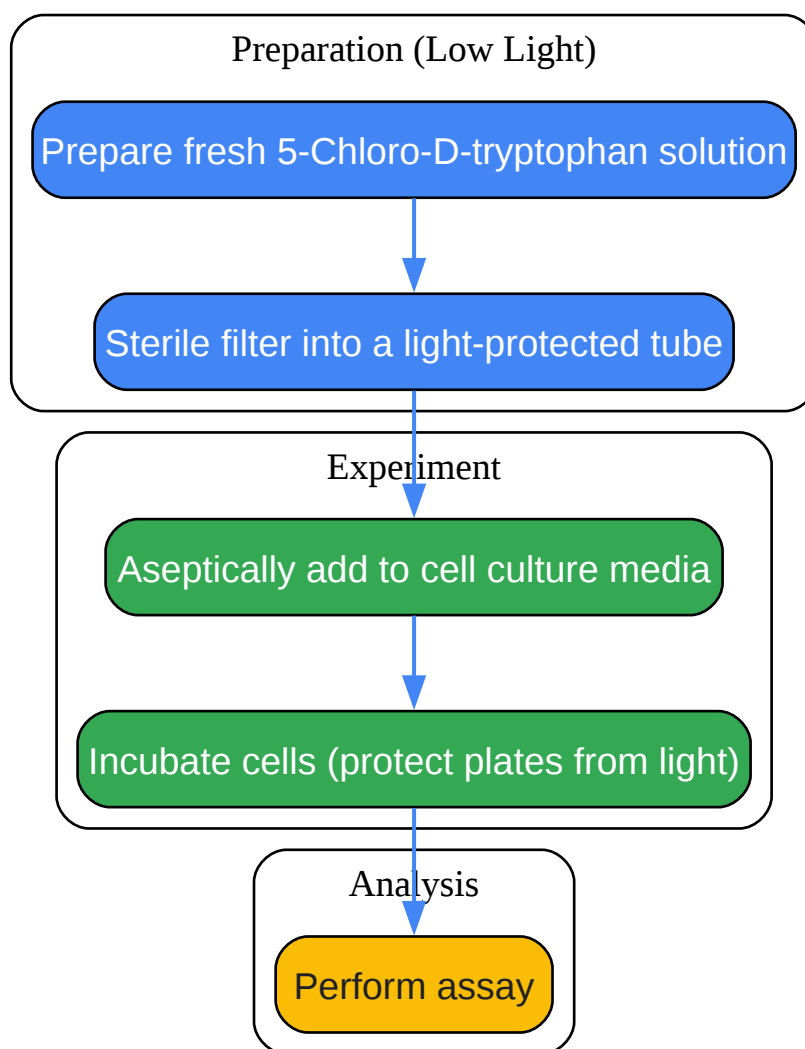 Preparation (Low Light)
Prepare fresh 5-Chloro-D-tryptophan solution
Sterile filter into a light-protected tube
Experiment
Aseptically add to cell culture media
Incubate cells (protect plates from light)
Analysis
Perform assay